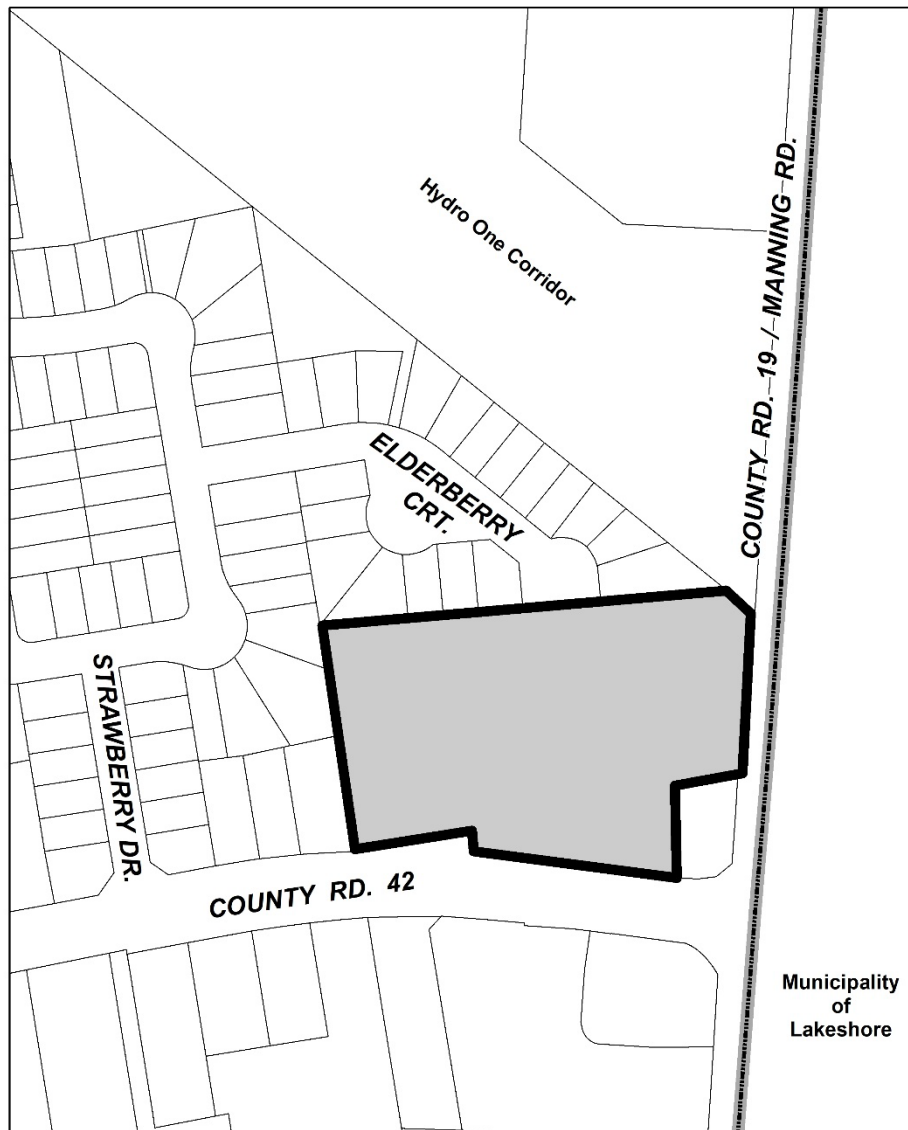 Hydro One Corridor
COUNTY RD. 19 / MANNING RD.
ELDERBERRY
CRT.
STRAWBERRY DR.
COUNTY RD. 42
Municipality
of
Lakeshore